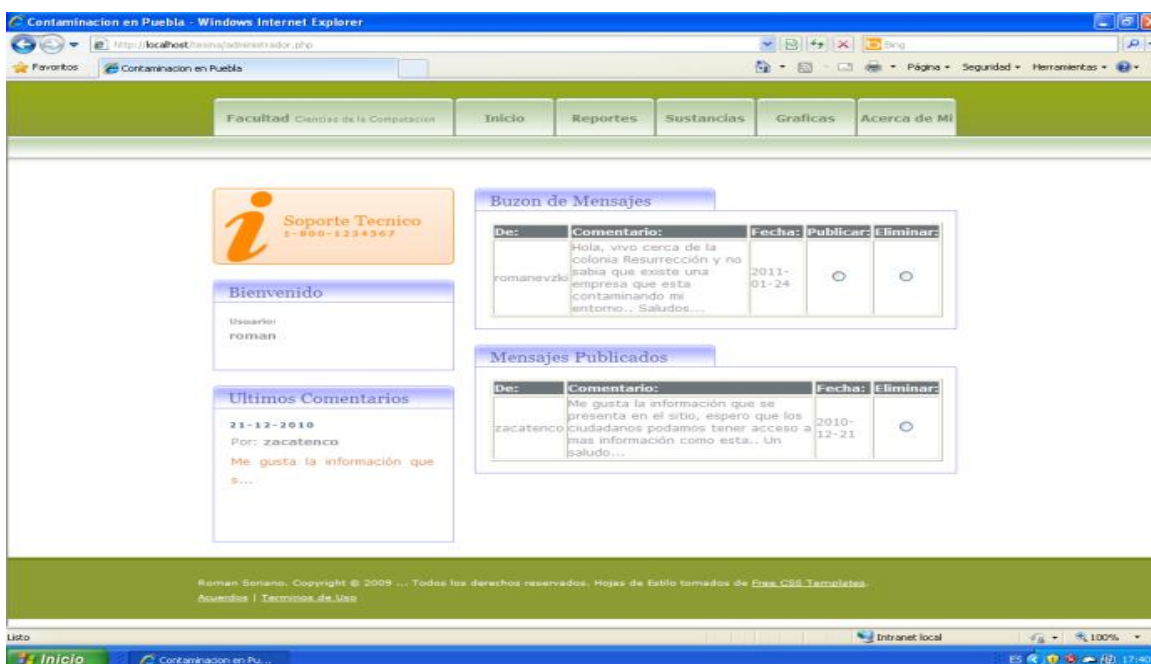 Contaminacion en Puebla - Windows Internet Explorer
http://localhost/tesina/administrador.php
Bing
Favoritos
Contaminacion en Puebla
Página
Seguridad
Herramientas
Facultad Ciencias de la Computacion
Inicio
Reportes
Sustancias
Graficas
Acerca de Mi
Soporte Tecnico
1-800-1234567
Bienvenido
Usuario:
roman
Ultimos Comentarios
21-12-2010
Por: zacatenco
Me gusta la información que
s...
Buzon de Mensajes
De: Comentario: Fecha: Publicar: Eliminar:
Hola, vivo cerca de la
colonia Resurrección y no
romanevzlo sabia que existe una 2011-
empresa que esta 01-24
contaminando mi
entorno.. Saludos...
Mensajes Publicados
De: Comentario: Fecha: Eliminar:
Me gusta la información que se
presenta en el sitio, espero que los 2010-
zacatenco ciudadanos podamos tener acceso a 12-21
mas información como esta.. Un
saludo...
Roman Soriano. Copyright © 2009 ... Todos los derechos reservados. Hojas de Estilo tomados de Free CSS Templates.
Acuerdos | Terminos de Uso
Listo
Intranet local
100%
Inicio
Contaminacion en Pu...
ES
17:40